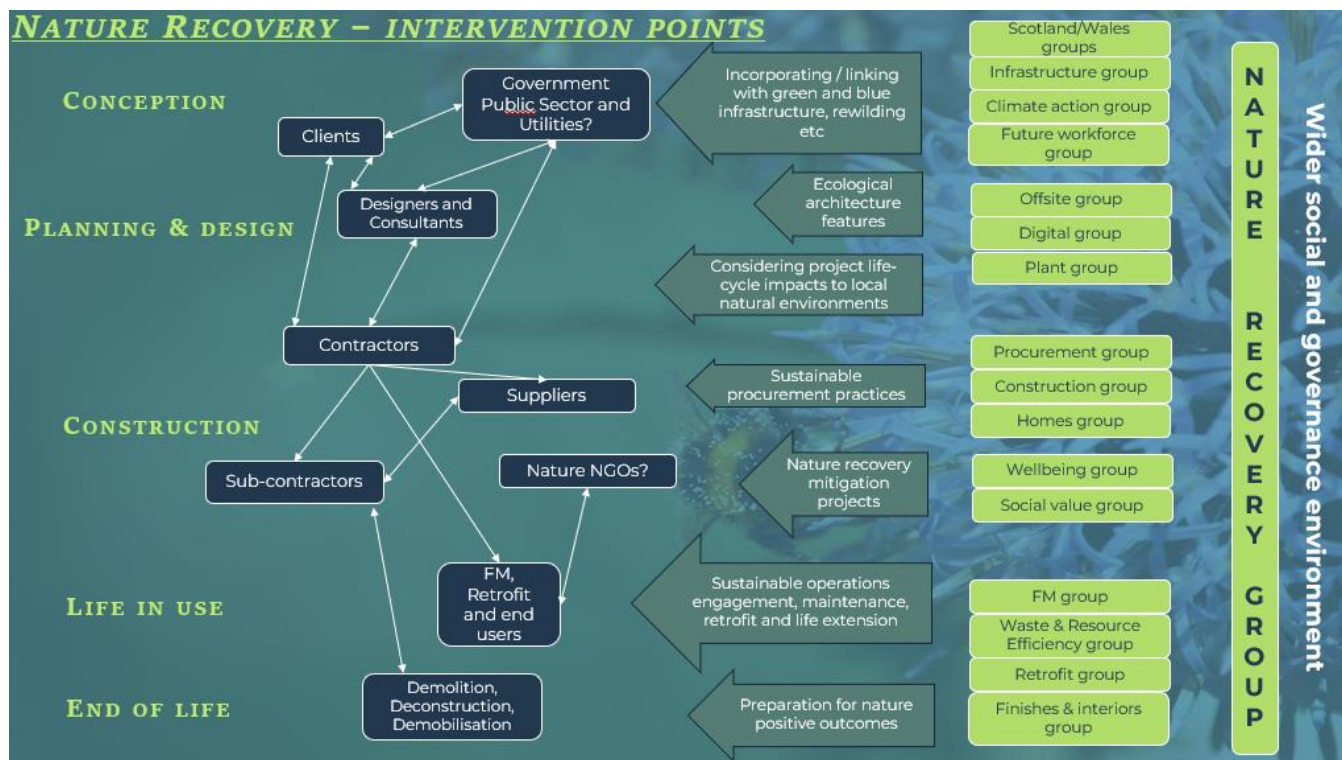 NATURE RECOVERY – INTERVENTION POINTS
CONCEPTION
Government
Public Sector and
Utilities?
Clients
Designers and
Consultants
PLANNING & DESIGN
Contractors
Suppliers
CONSTRUCTION
Sub-contractors
Nature NGOs?
LIFE IN USE
FM,
Retrofit
and end
users
END OF LIFE
Demolition,
Deconstruction,
Demobilisation
Incorporating / linking
with green and blue
infrastructure, rewilding
etc
Ecological
architecture
features
Considering project life-
cycle impacts to local
natural environments
Sustainable
procurement practices
Nature recovery
mitigation
projects
Sustainable operations
engagement, maintenance,
retrofit and life extension
Preparation for nature
positive outcomes
Scotland/Wales
groups
Infrastructure group
Climate action group
Future workforce
group
Offsite group
Digital group
Plant group
Procurement group
Construction group
Homes group
Wellbeing group
Social value group
FM group
Waste & Resource
Efficiency group
Retrofit group
Finishes & interiors
group
NATURE RECOVERY GROUP
Wider social and governance environment